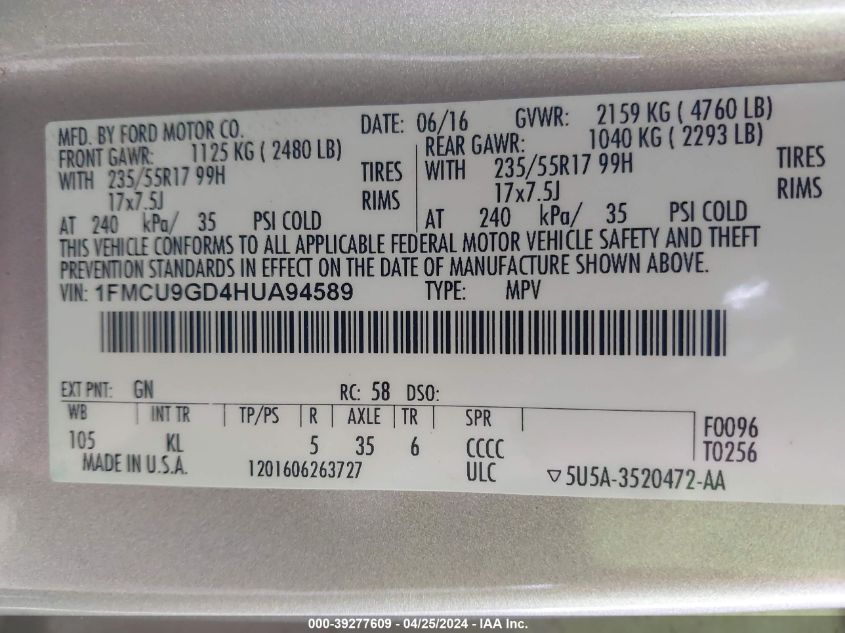 MFD. BY FORD MOTOR CO. DATE: 06/16 GVWR: 2159 KG ( 4760 LB)
FRONT GAWR: 1125 KG ( 2480 LB) REAR GAWR: 1040 KG ( 2293 LB)
WITH 235/55R17 99H TIRES WITH 235/55R17 99H TIRES
17x7.5J RIMS 17x7.5J RIMS
AT 240 kPa/ 35 PSI COLD AT 240 kPa/ 35 PSI COLD
THIS VEHICLE CONFORMS TO ALL APPLICABLE FEDERAL MOTOR VEHICLE SAFETY AND THEFT
PREVENTION STANDARDS IN EFFECT ON THE DATE OF MANUFACTURE SHOWN ABOVE.
VIN: 1FMCU9GD4HUA94589 TYPE: MPV
EXT PNT: GN RC: 58 DSO:
WB INT TR TP/PS R AXLE TR SPR F0096
105 KL 5 35 6 CCCC T0256
MADE IN U.S.A. 1201606263727 ULC ▽5U5A-3520472-AA
000-39277609 - 04/25/2024 - IAA Inc.